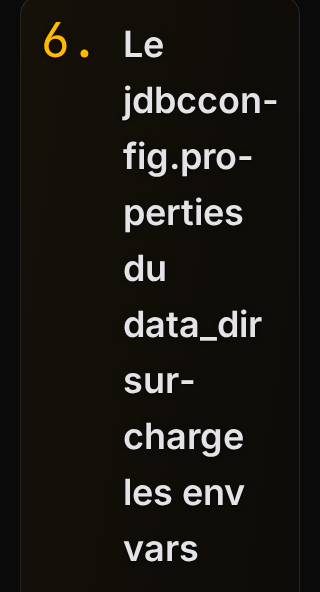 6. Le
jdbccon-
fig.pro-
perties
du
data_dir
sur-
charge
les env
vars